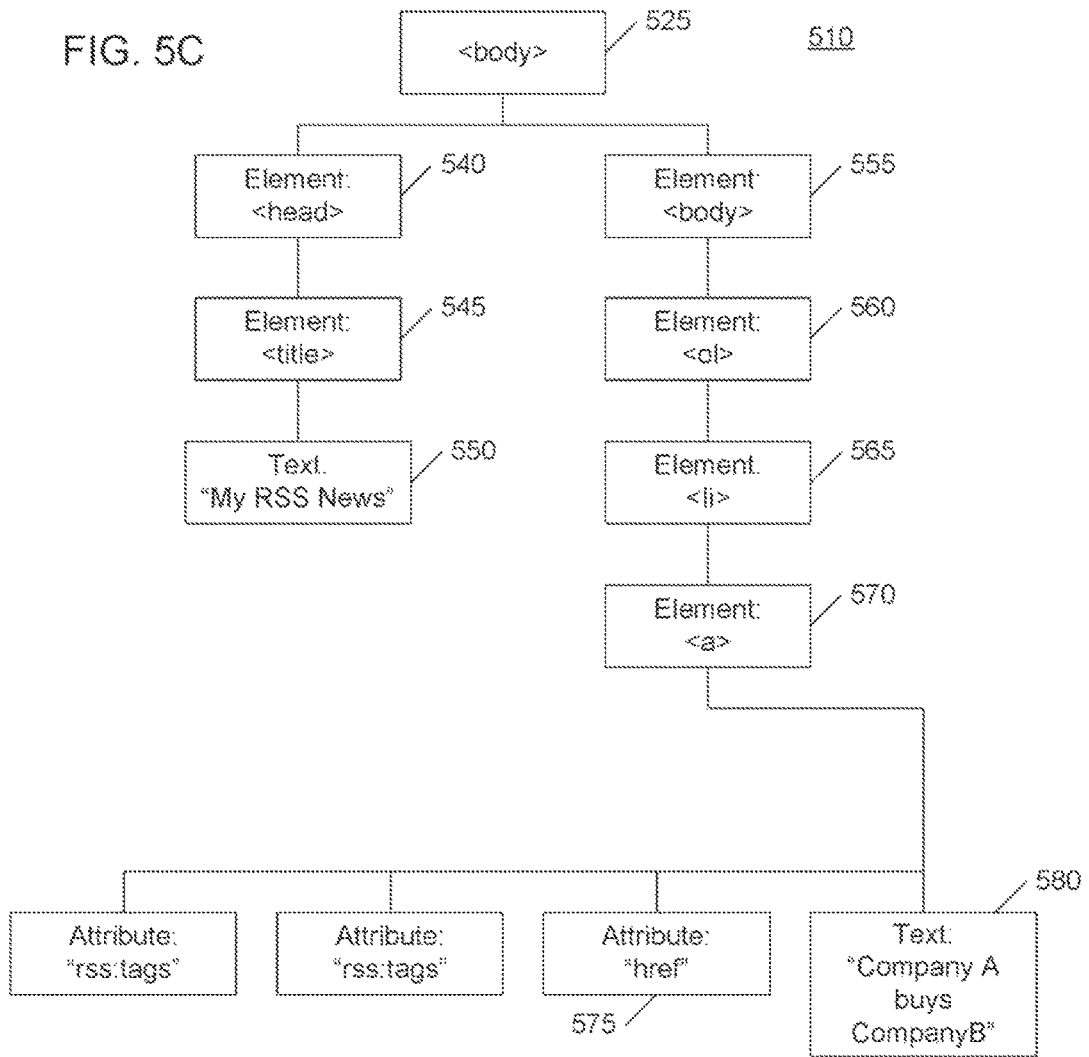 FIG. 5C
<body>
525
510
Element:
<head>
540
Element:
<body>
555
Element:
<title>
545
Element:
<ol>
560
Text:
"My RSS News"
550
Element:
<li>
565
Element:
<a>
570
Attribute:
"rss:tags"
Attribute:
"rss:tags"
Attribute:
"href"
575
Text:
"Company A
buys
CompanyB"
580